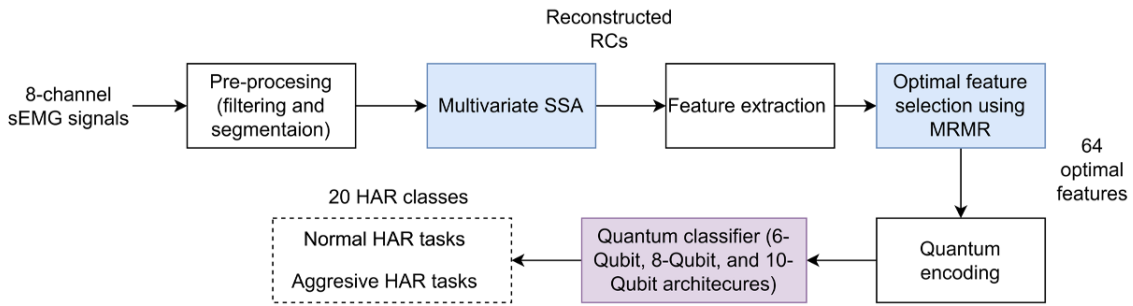 Reconstructed
RCs
8-channel
sEMG signals
Pre-procesing
(filtering and
segmentaion)
Multivariate SSA
Feature extraction
Optimal feature
selection using
MRMR
64
optimal
features
Quantum
encoding
Quantum classifier (6-
Qubit, 8-Qubit, and 10-
Qubit architecures)
20 HAR classes
Normal HAR tasks
Aggresive HAR tasks